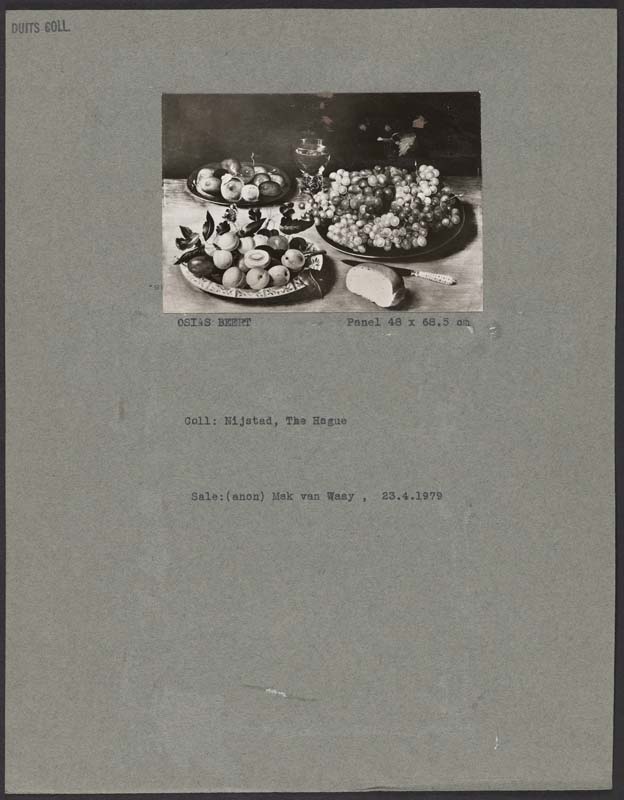 DUITS COLL.
OSIAS BEERT Panel 48 x 68.5 cm
Coll: Nijstad, The Hague
Sale:(anon) Mak van Waay , 23.4.1979